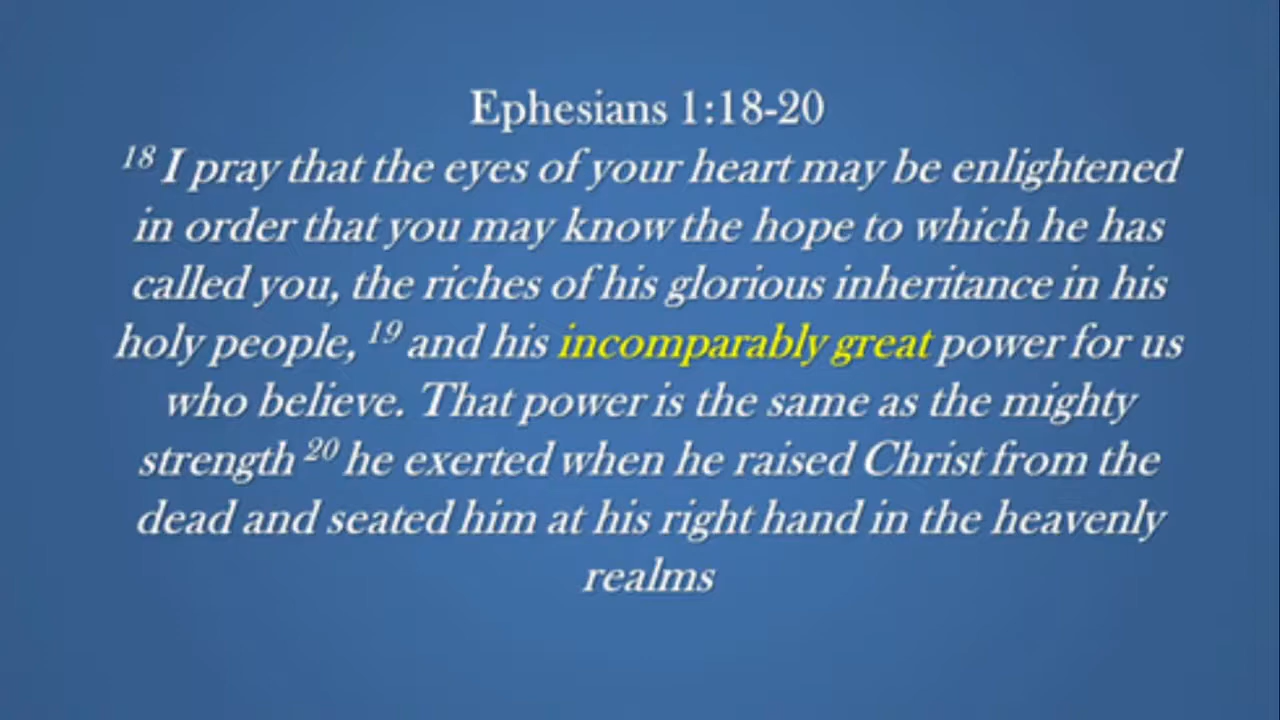 Ephesians 1:18-20
18 I pray that the eyes of your heart may be enlightened
in order that you may know the hope to which he has
called you, the riches of his glorious inheritance in his
holy people, 19 and his incomparably great power for us
who believe. That power is the same as the mighty
strength 20 he exerted when he raised Christ from the
dead and seated him at his right hand in the heavenly
realms